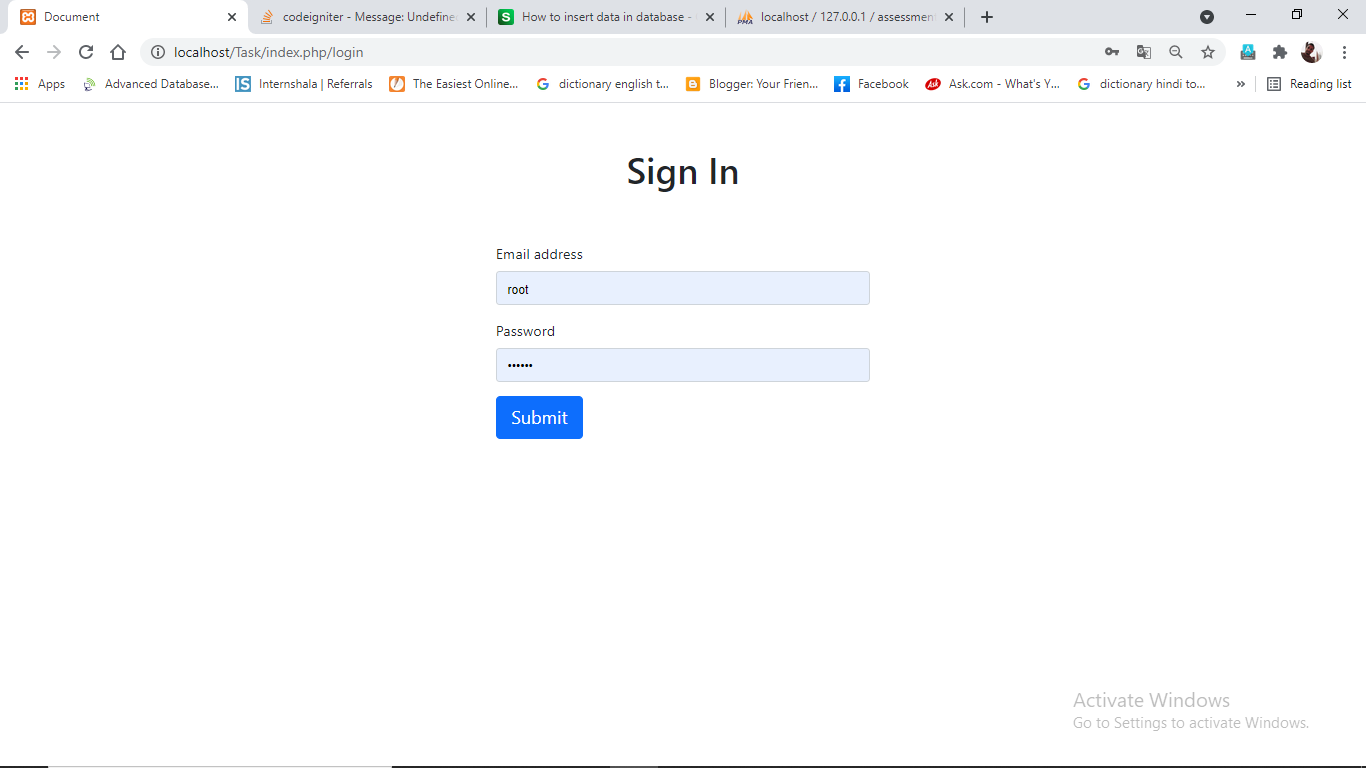 Document
codeigniter - Message: Undefine
How to insert data in database -
localhost / 127.0.0.1 / assessment
localhost/Task/index.php/login
Apps
Advanced Database...
Internshala | Referrals
The Easiest Online...
dictionary english t...
Blogger: Your Frien...
Facebook
Ask.com - What's Y...
dictionary hindi to...
»
Reading list
Sign In
Email address
root
Password
••••••
Submit
Activate Windows
Go to Settings to activate Windows.